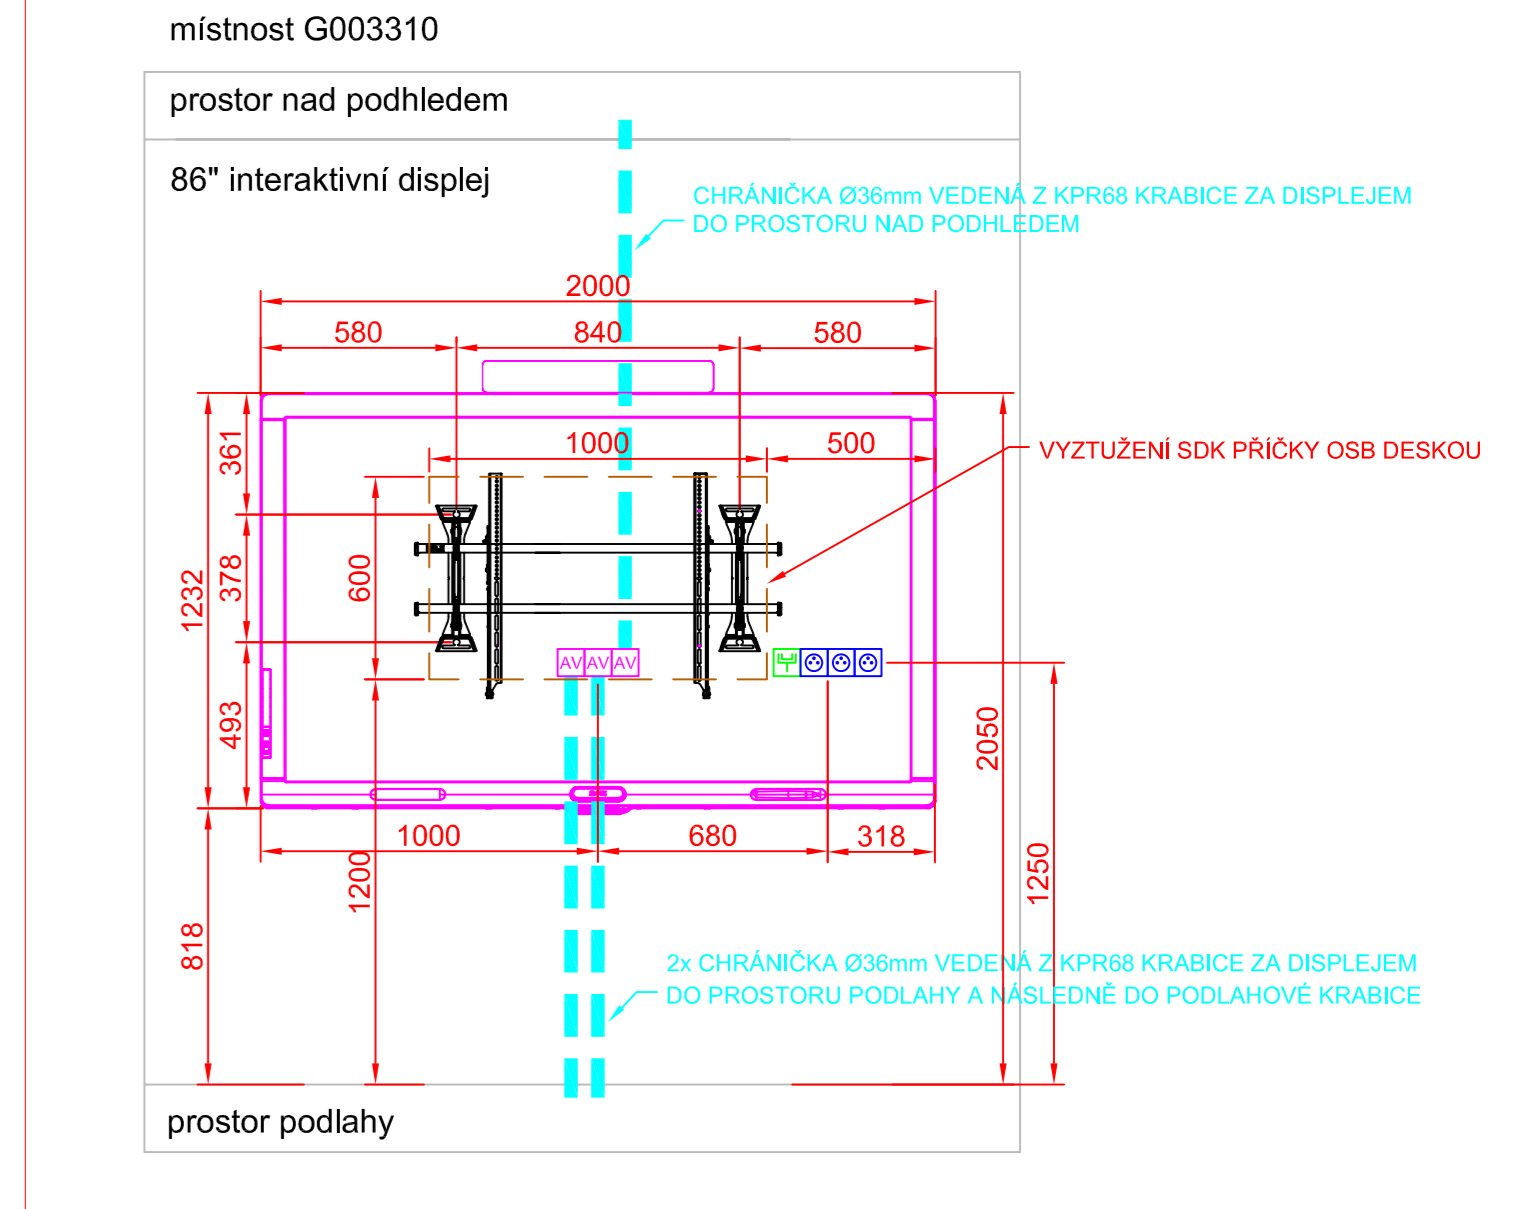 místnost G003310
prostor nad podhledem
86" interaktivní displej
CHRÁNIČKA Ø36mm VEDENÁ Z KPR68 KRABICE ZA DISPLEJEM
DO PROSTORU NAD PODHLEDEM
2000
580
840
580
1000
500
VYZTUŽENÍ SDK PŘÍČKY OSB DESKOU
361
378
493
1232
600
AV AV AV
2050
1000
680
318
1200
1250
818
2x CHRÁNIČKA Ø36mm VEDENÁ Z KPR68 KRABICE ZA DISPLEJEM
DO PROSTORU PODLAHY A NÁSLEDNĚ DO PODLAHOVÉ KRABICE
prostor podlahy